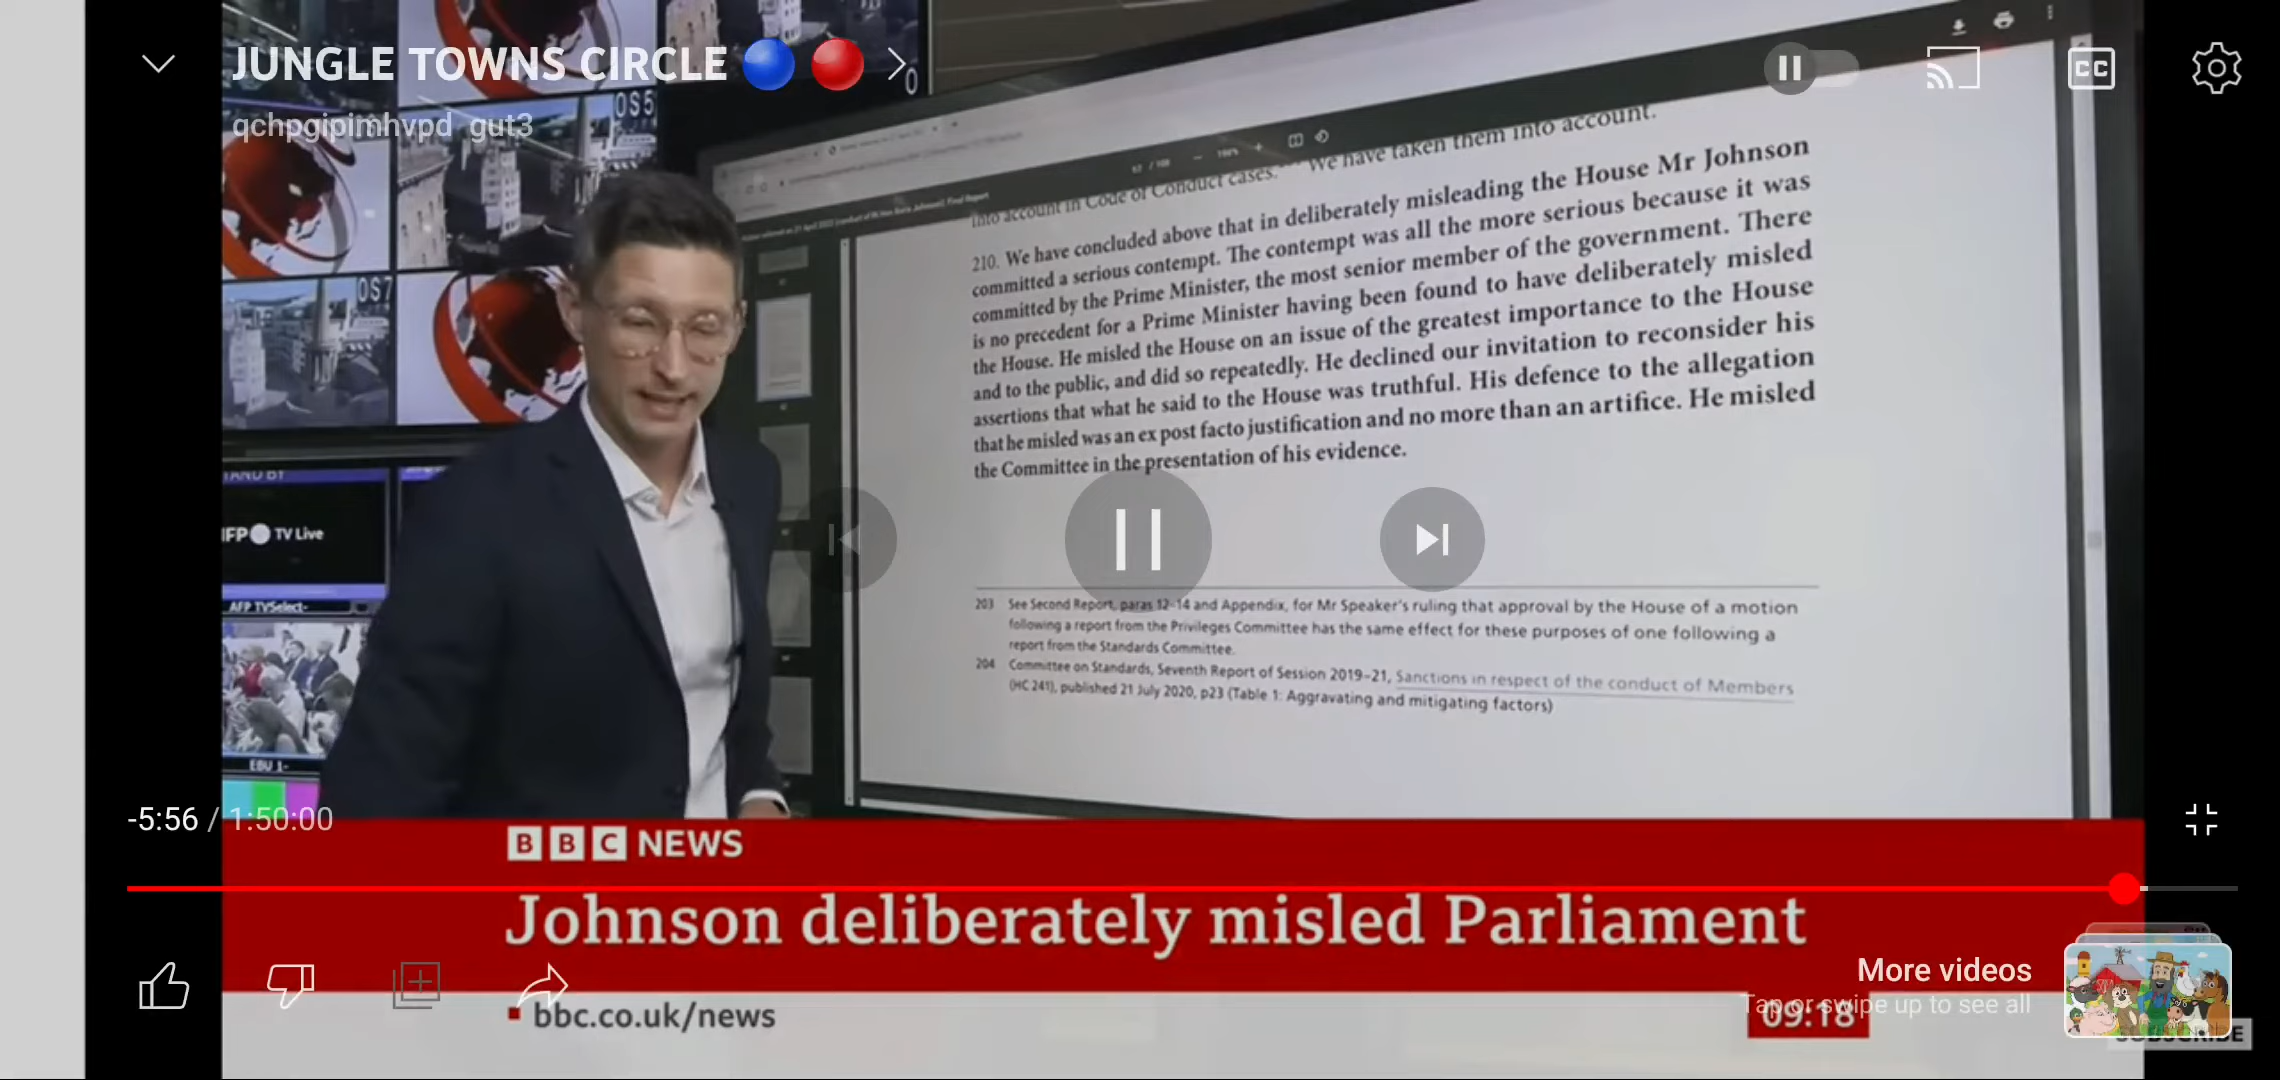 JUNGLE TOWNS CIRCLE
qchpgipimhvpd gut3
OS5
OS7
CC
into account in Code of Conduct cases. We have taken them into account.
210. We have concluded above that in deliberately misleading the House Mr Johnson
committed a serious contempt. The contempt was all the more serious because it was
committed by the Prime Minister, the most senior member of the government. There
is no precedent for a Prime Minister having been found to have deliberately misled
the House. He misled the House on an issue of the greatest importance to the House
and to the public, and did so repeatedly. He declined our invitation to reconsider his
assertions that what he said to the House was truthful. His defence to the allegation
that he misled was an ex post facto justification and no more than an artifice. He misled
the Committee in the presentation of his evidence.
TV Live
AFP TVSelect-
EBU 1-
203 See Second Report, paras 12-14 and Appendix, for Mr Speaker's ruling that approval by the House of a motion
following a report from the Privileges Committee has the same effect for these purposes of one following a
report from the Standards Committee.
204 Committee on Standards, Seventh Report of Session 2019-21, Sanctions in respect of the conduct of Members
(HC 241), published 21 July 2020, p23 (Table 1: Aggravating and mitigating factors)
-5:56 / 1:50:00
BBC NEWS
Johnson deliberately misled Parliament
More videos
Tap or swipe up to see all
bbc.co.uk/news
09:18
SUBSCRIBE